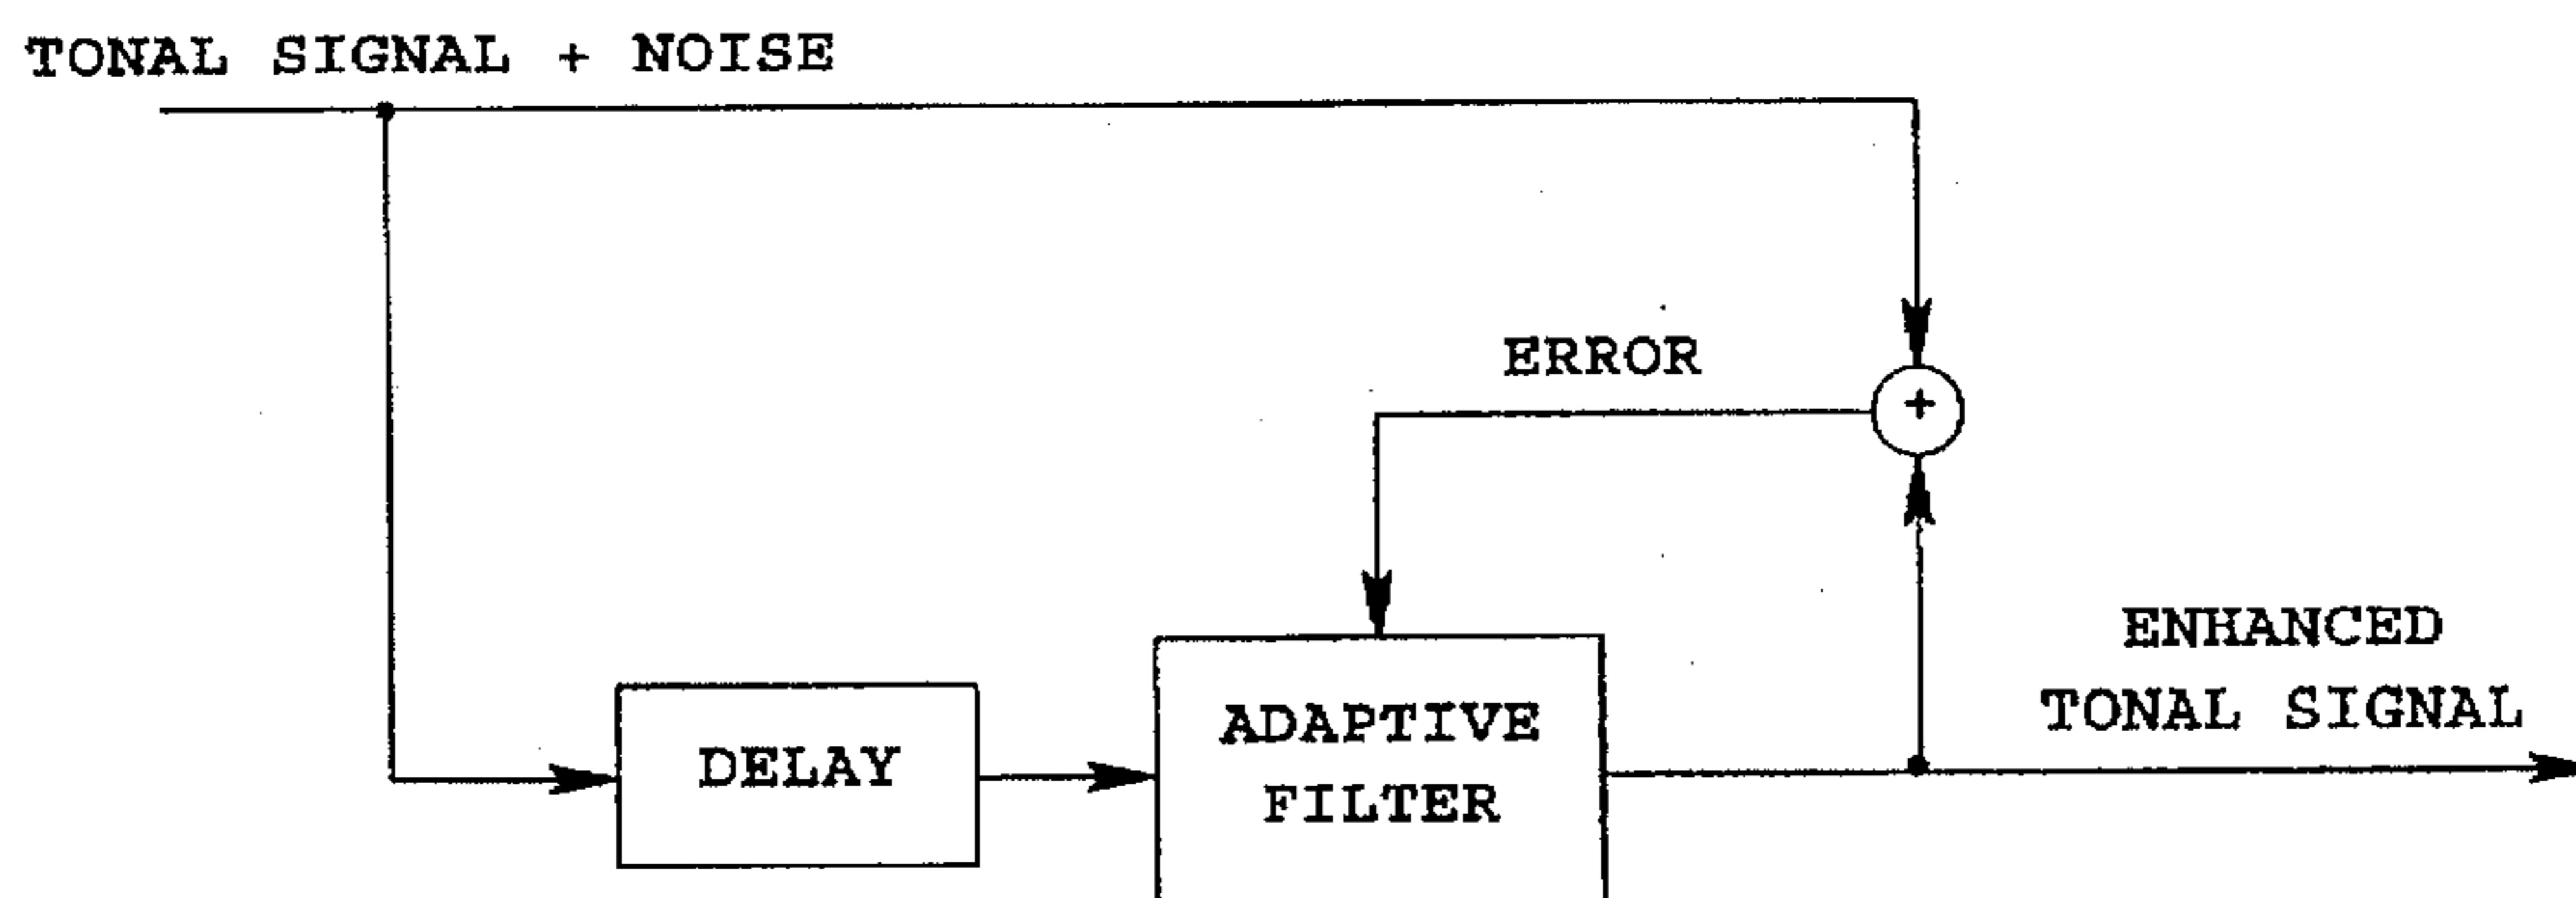 TONAL SIGNAL + NOISE
ERROR
+
ENHANCED
TONAL SIGNAL
DELAY
ADAPTIVE
FILTER